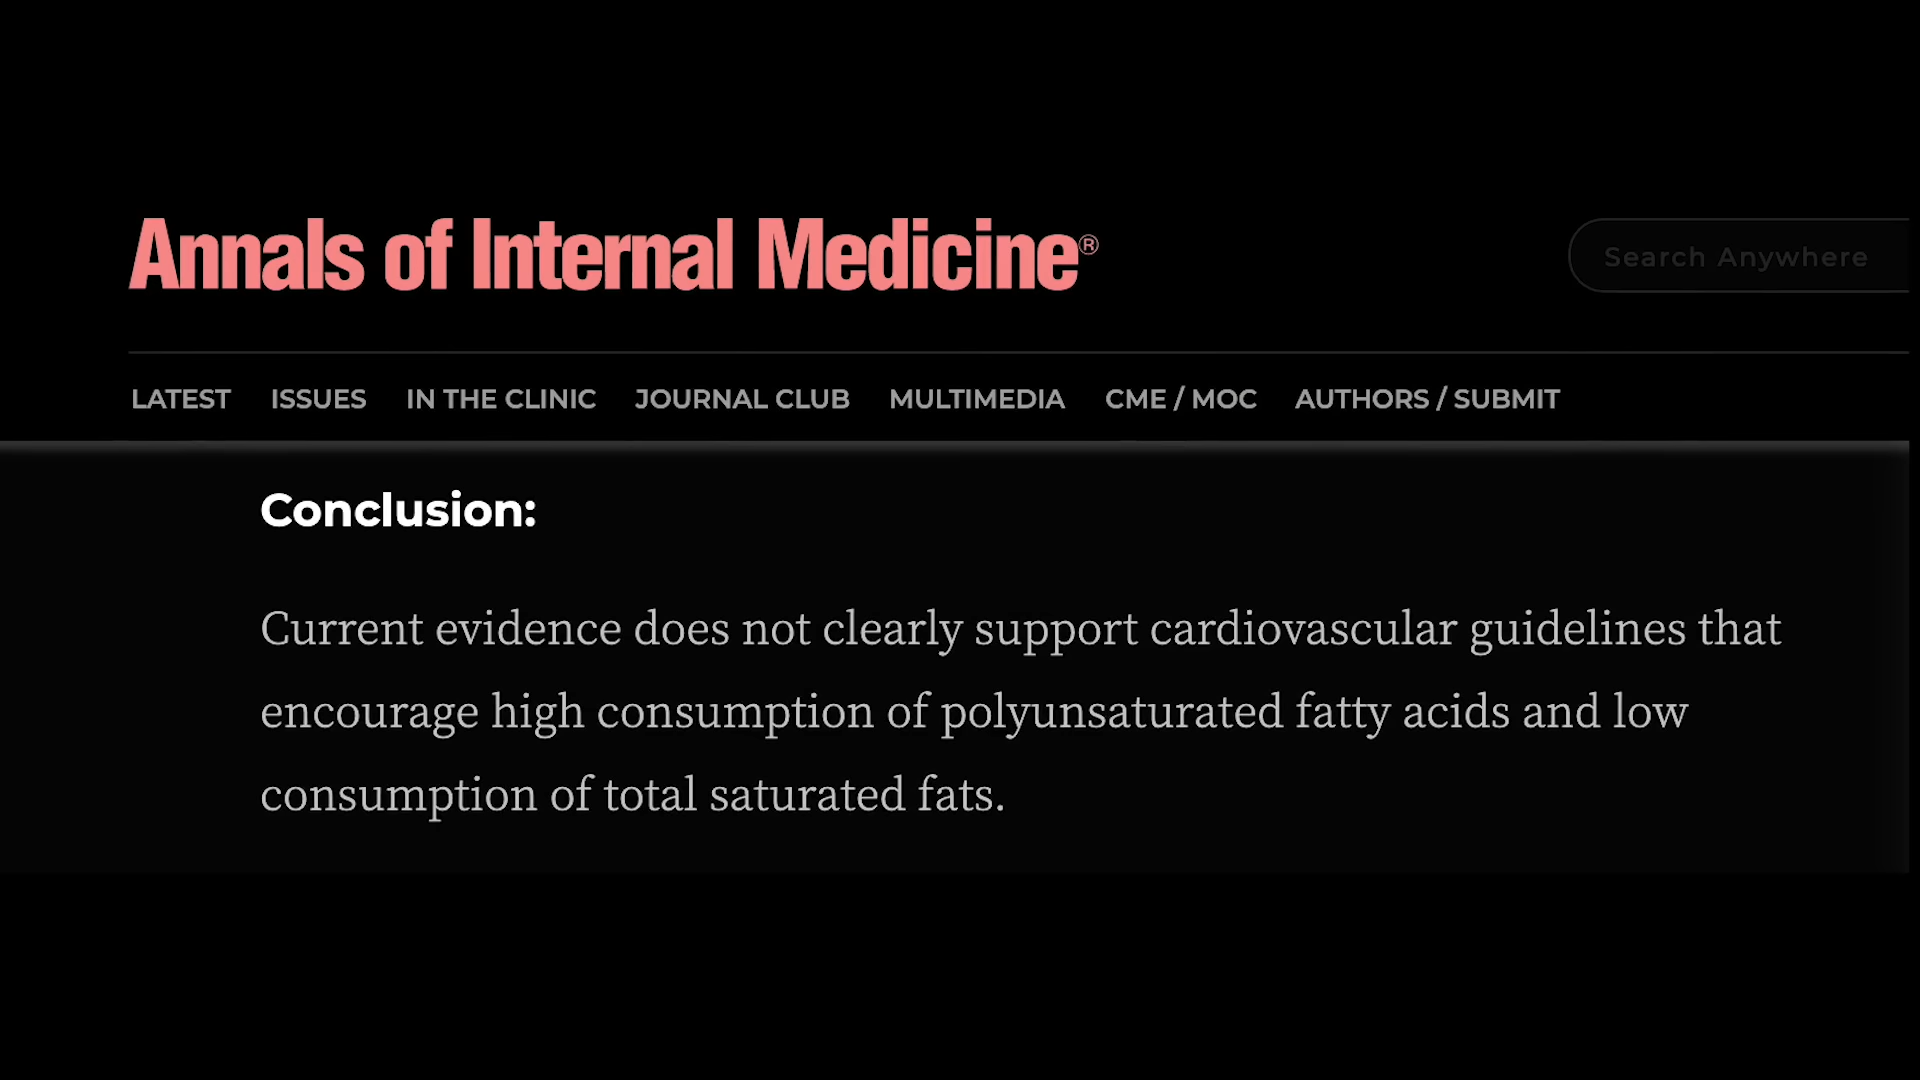 Annals of Internal Medicine®
Search Anywhere
LATEST ISSUES IN THE CLINIC JOURNAL CLUB MULTIMEDIA CME / MOC AUTHORS / SUBMIT
Conclusion:
Current evidence does not clearly support cardiovascular guidelines that
encourage high consumption of polyunsaturated fatty acids and low
consumption of total saturated fats.